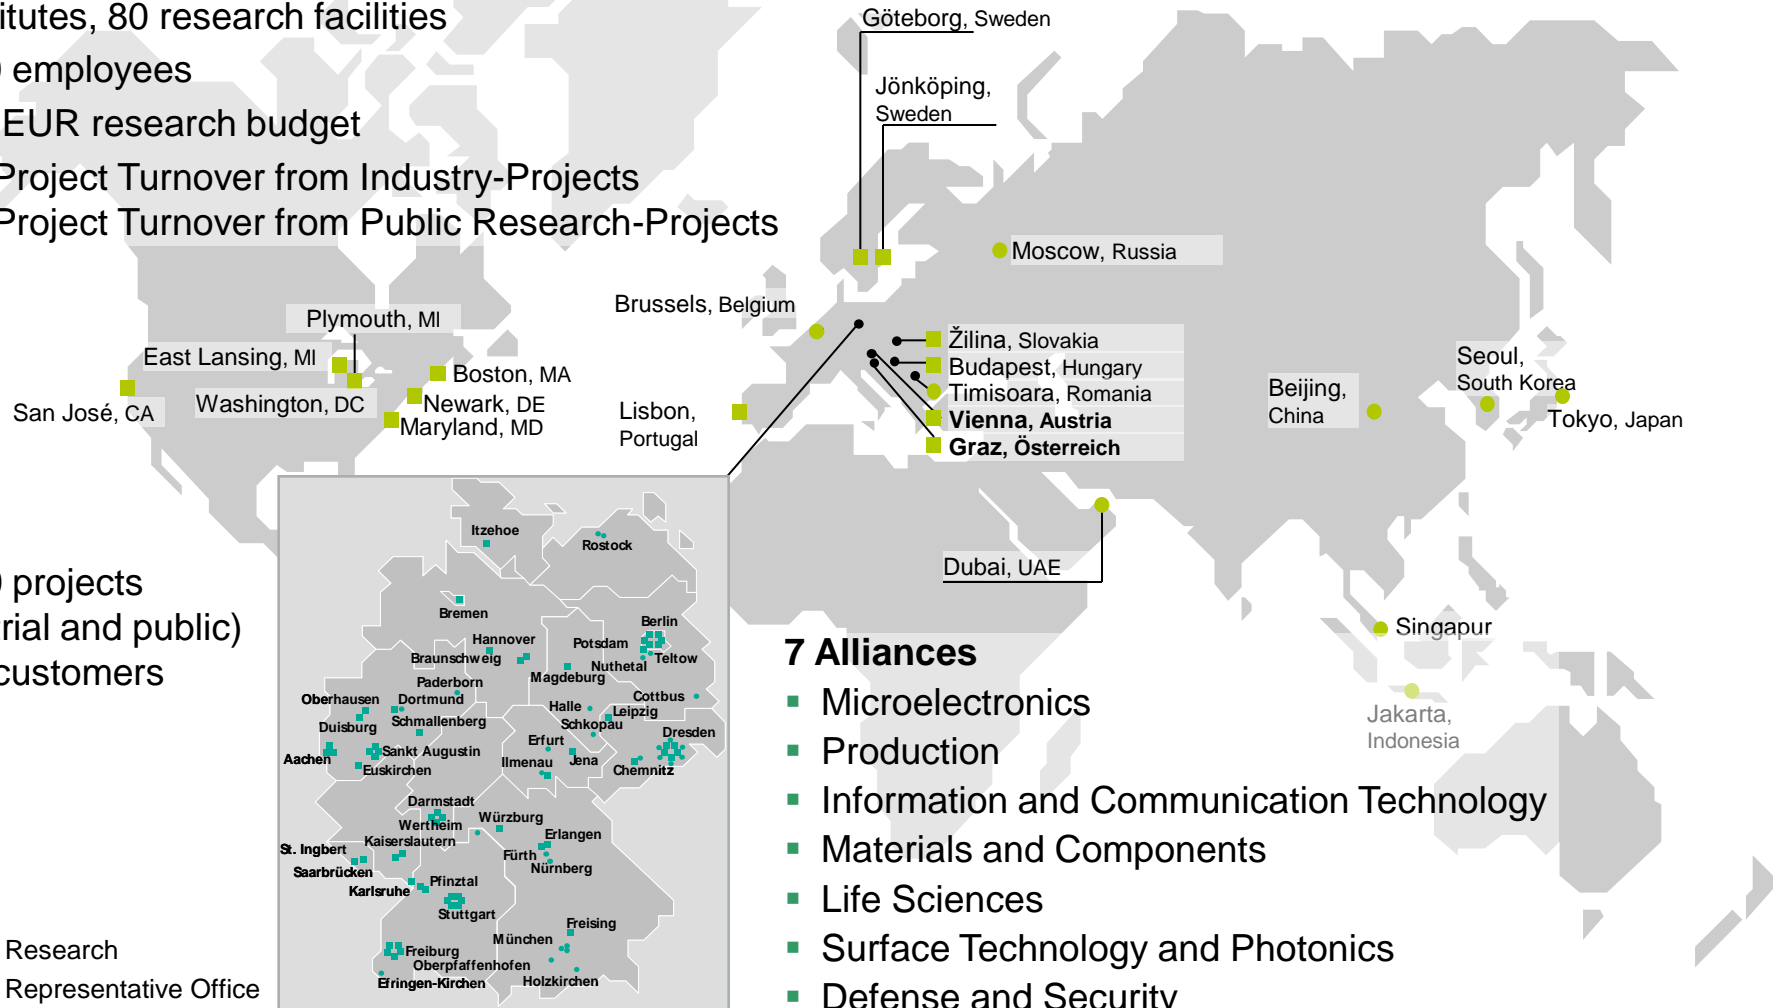 itutes, 80 research facilities
employees
EUR research budget
Project Turnover from Industry-Projects
Project Turnover from Public Research-Projects
Göteborg, Sweden
Jönköping,
Sweden
Moscow, Russia
Brussels, Belgium
Plymouth, MI
East Lansing, MI
Boston, MA
San José, CA
Washington, DC
Newark, DE
Maryland, MD
Lisbon,
Portugal
Žilina, Slovakia
Budapest, Hungary
Timisoara, Romania
Vienna, Austria
Graz, Österreich
Beijing,
China
Seoul,
South Korea
Tokyo, Japan
Dubai, UAE
Singapur
Jakarta,
Indonesia
0 projects
trial and public)
customers
Itzehoe
Rostock
Bremen
Berlin
Hannover
Potsdam
Braunschweig
Nuthetal
Teltow
Magdeburg
Paderborn
Cottbus
Oberhausen
Dortmund
Halle
Leipzig
Duisburg
Schmallenberg
Schkopau
Dresden
Sankt Augustin
Erfurt
Aachen
Euskirchen
Ilmenau
Jena
Chemnitz
Darmstadt
Wertheim
Würzburg
Kaiserslautern
Erlangen
St. Ingbert
Fürth
Saarbrücken
Nürnberg
Pfinztal
Karlsruhe
Stuttgart
Freising
München
Freiburg
Oberpfaffenhofen
Efringen-Kirchen
Holzkirchen
7 Alliances
▪ Microelectronics
▪ Production
▪ Information and Communication Technology
▪ Materials and Components
▪ Life Sciences
▪ Surface Technology and Photonics
▪ Defense and Security
Research
Representative Office